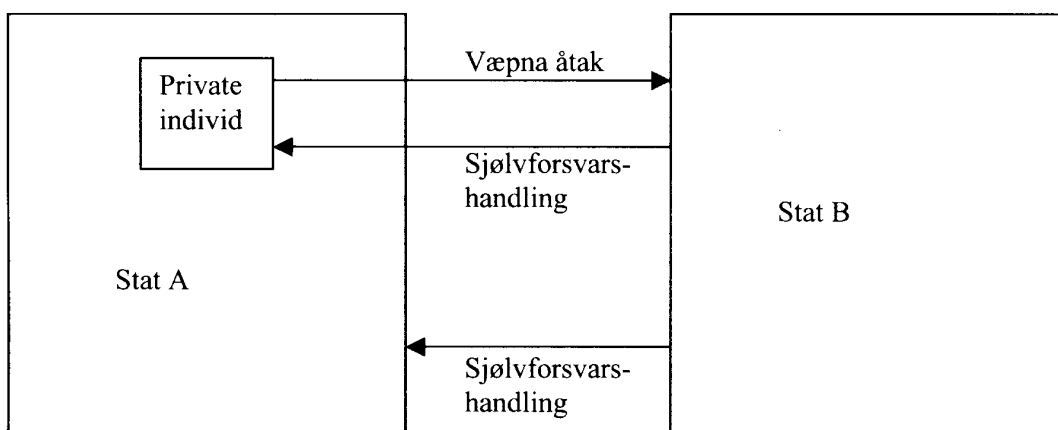 Væpna åtak
Private
individ
Sjølvforsvars-
handling
Stat B
Stat A
Sjølvforsvars-
handling